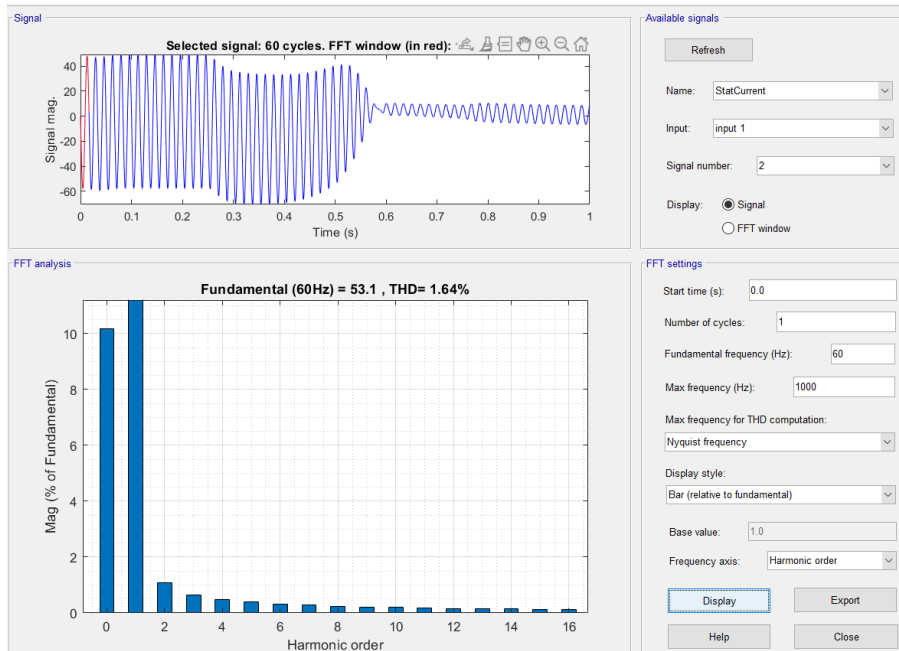 Signal
Selected signal: 60 cycles. FFT window (in red):
40
20
0
-20
-40
-60
Signal mag.
0 0.1 0.2 0.3 0.4 0.5 0.6 0.7 0.8 0.9 1
Time (s)
Available signals
Refresh
Name: StatCurrent
Input: input 1
Signal number: 2
Display: Signal
FFT window
FFT analysis
Fundamental (60Hz) = 53.1 , THD= 1.64%
10
8
6
4
2
0
Mag (% of Fundamental)
0 2 4 6 8 10 12 14 16
Harmonic order
FFT settings
Start time (s): 0.0
Number of cycles: 1
Fundamental frequency (Hz): 60
Max frequency (Hz): 1000
Max frequency for THD computation:
Nyquist frequency
Display style:
Bar (relative to fundamental)
Base value: 1.0
Frequency axis: Harmonic order
Display Export
Help Close